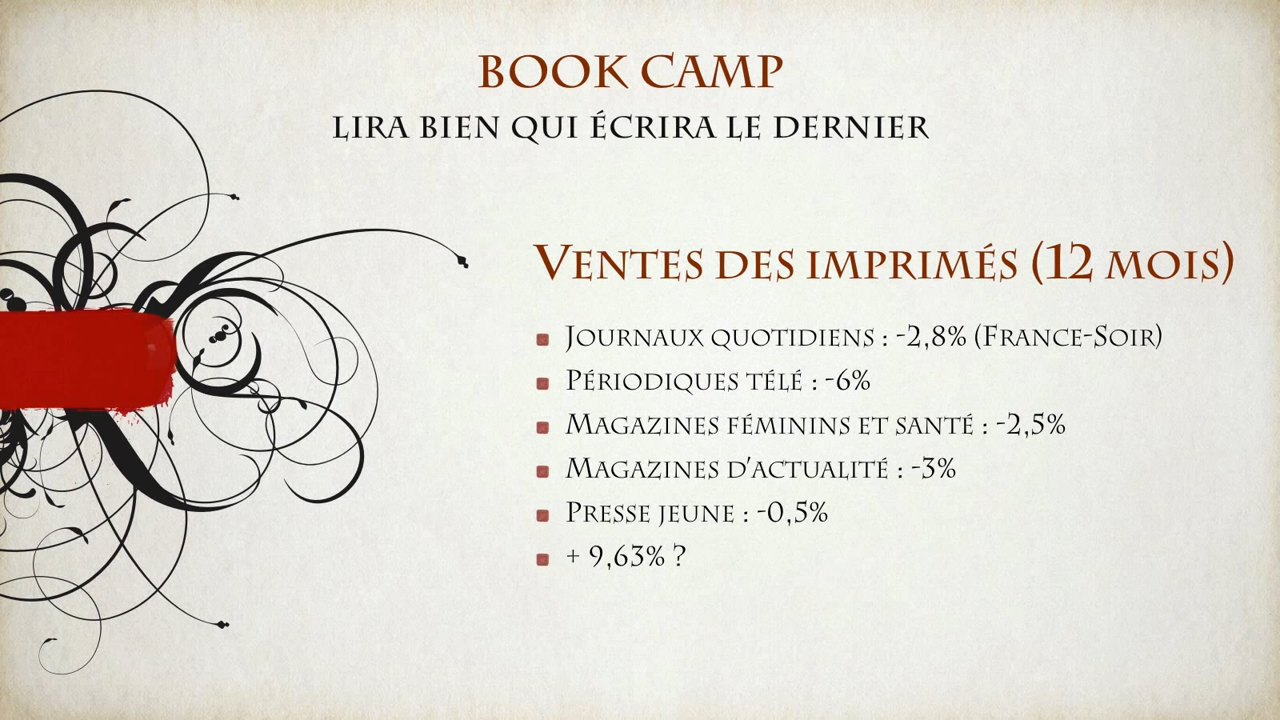 BOOK CAMP
LIRA BIEN QUI ÉCRIRA LE DERNIER
VENTES DES IMPRIMÉS (12 MOIS)
JOURNAUX QUOTIDIENS : -2,8% (FRANCE-SOIR)
PÉRIODIQUES TÉLÉ : -6%
MAGAZINES FÉMININS ET SANTÉ : -2,5%
MAGAZINES D'ACTUALITÉ : -3%
PRESSE JEUNE : -0,5%
+ 9,63% ?